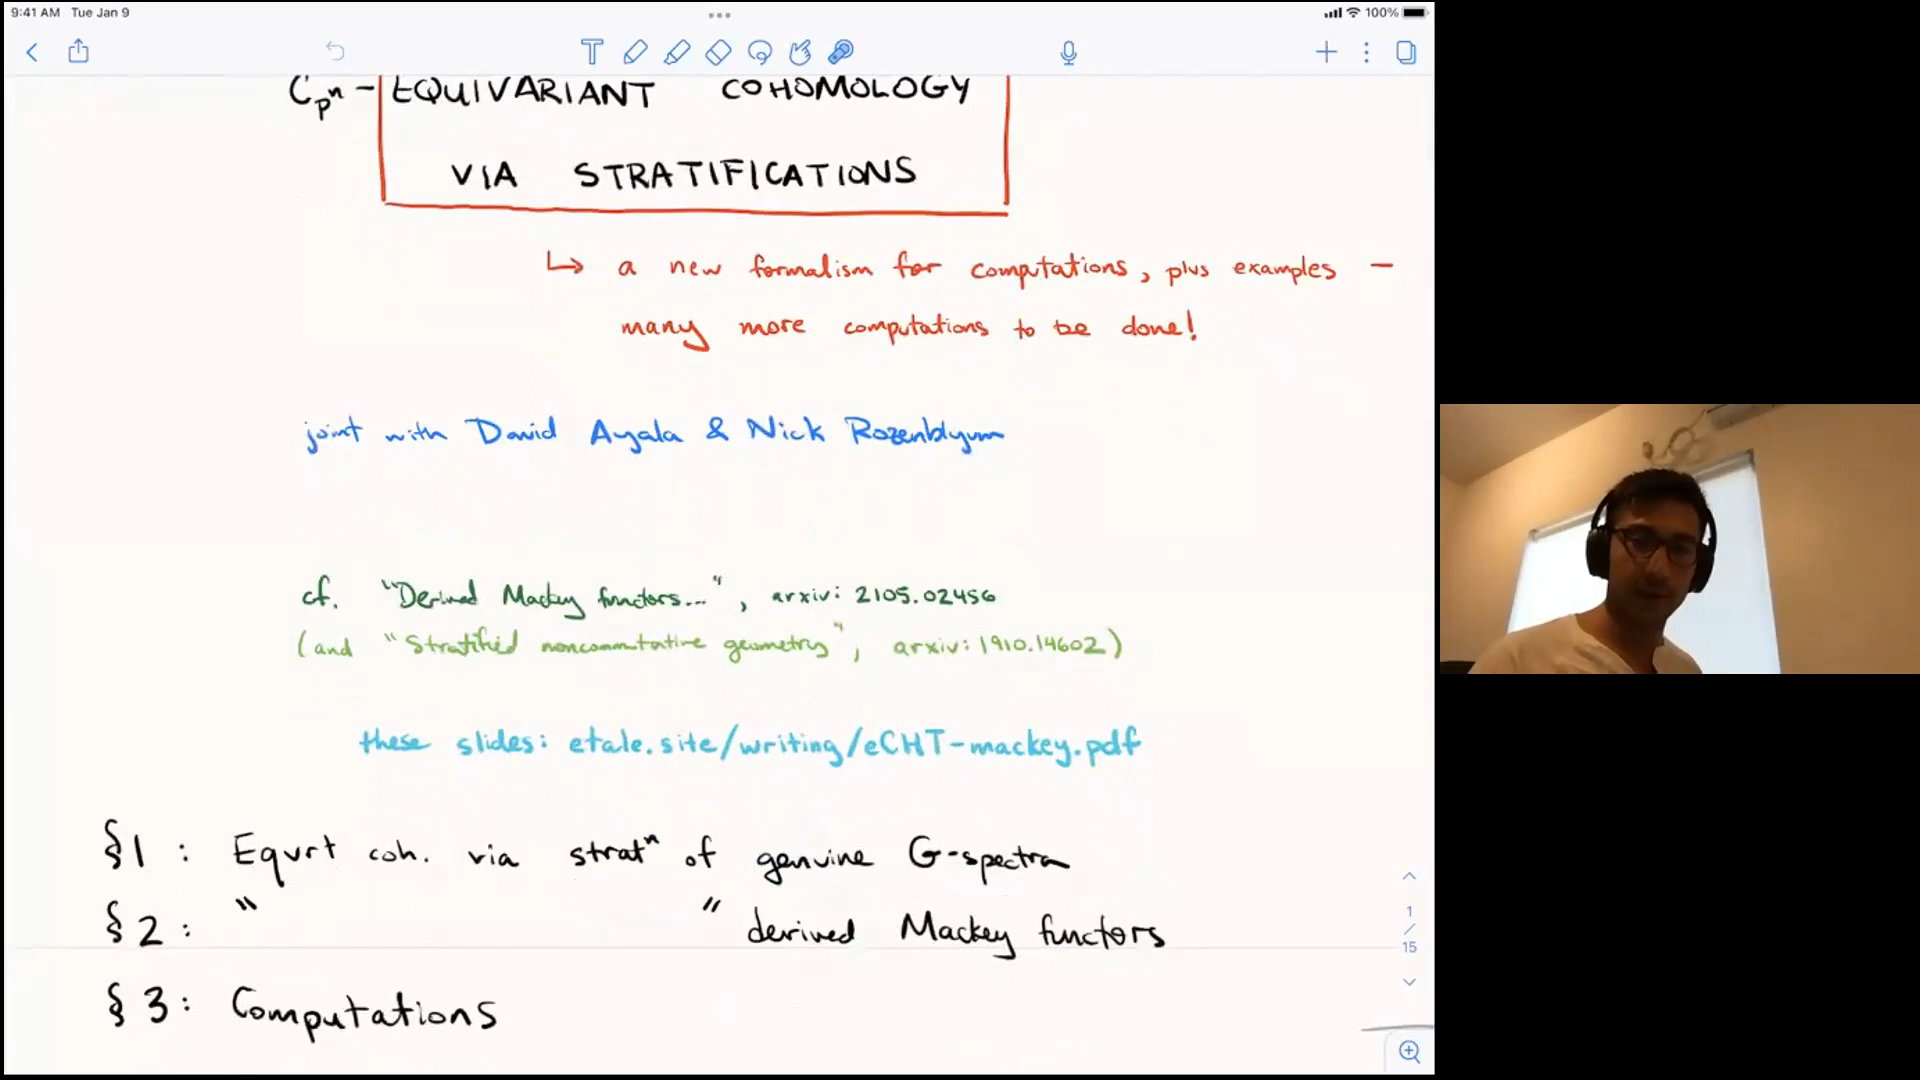 9:41 AM Tue Jan 9
100%
C_{p^n} - EQUIVARIANT COHOMOLOGY
VIA STRATIFICATIONS
↳ a new formalism for computations, plus examples –
many more computations to be done!
joint with David Ayala & Nick Rozenblyum
cf. "Derived Mackey functors...", arxiv: 2105.02456
(and "Stratified noncommutative geometry", arxiv: 1910.14602)
these slides: etale.site/writing/eCHT-mackey.pdf
§1: Eqvrt coh. via strat^n of genuine G-spectra
§2: " " derived Mackey functors
§3: Computations
1
/
15